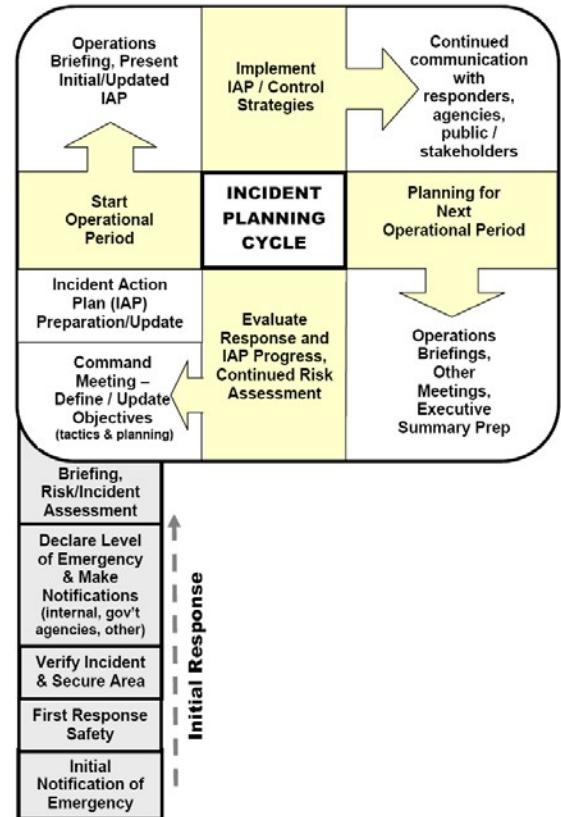 Operations
Briefing, Present
Initial/Updated
IAP
Implement
IAP / Control
Strategies
Continued
communication
with
responders,
agencies,
public /
stakeholders
Start
Operational
Period
INCIDENT
PLANNING
CYCLE
Planning for
Next
Operational Period
Incident Action
Plan (IAP)
Preparation/Update
Command
Meeting –
Define / Update
Objectives
(tactics & planning)
Evaluate
Response and
IAP Progress,
Continued Risk
Assessment
Operations
Briefings,
Other
Meetings,
Executive
Summary Prep
Briefing,
Risk/Incident
Assessment
Declare Level
of Emergency
& Make
Notifications
(internal, gov't
agencies, other)
Verify Incident
& Secure Area
First Response
Safety
Initial
Notification of
Emergency
Initial Response